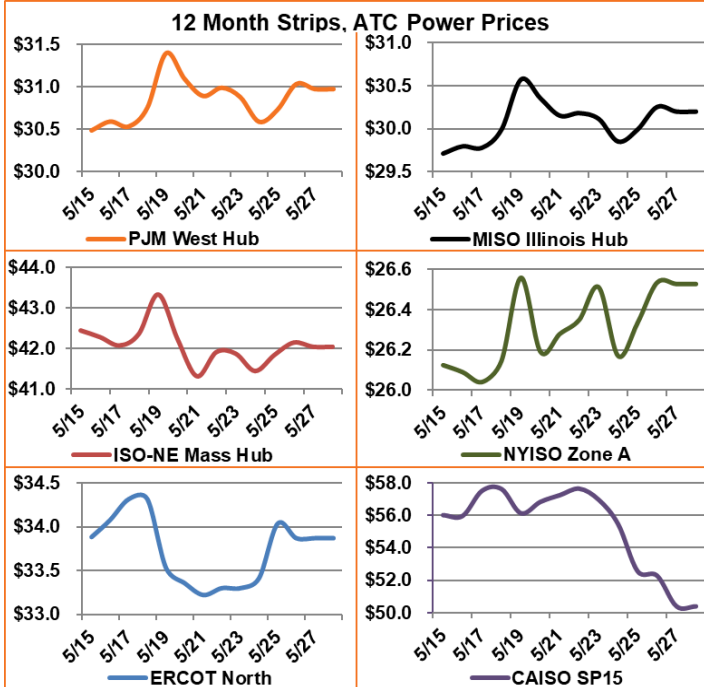 12 Month Strips, ATC Power Prices
$31.5
$31.0
$30.5
$30.0
5/15 5/17 5/19 5/21 5/23 5/25 5/27
PJM West Hub
$31.0
$30.5
$30.0
$29.5
5/15 5/17 5/19 5/21 5/23 5/25 5/27
MISO Illinois Hub
$44.0
$43.0
$42.0
$41.0
5/15 5/17 5/19 5/21 5/23 5/25 5/27
ISO-NE Mass Hub
$26.6
$26.4
$26.2
$26.0
5/15 5/17 5/19 5/21 5/23 5/25 5/27
NYISO Zone A
$34.5
$34.0
$33.5
$33.0
5/15 5/17 5/19 5/21 5/23 5/25 5/27
ERCOT North
$58.0
$56.0
$54.0
$52.0
$50.0
5/15 5/17 5/19 5/21 5/23 5/25 5/27
CAISO SP15